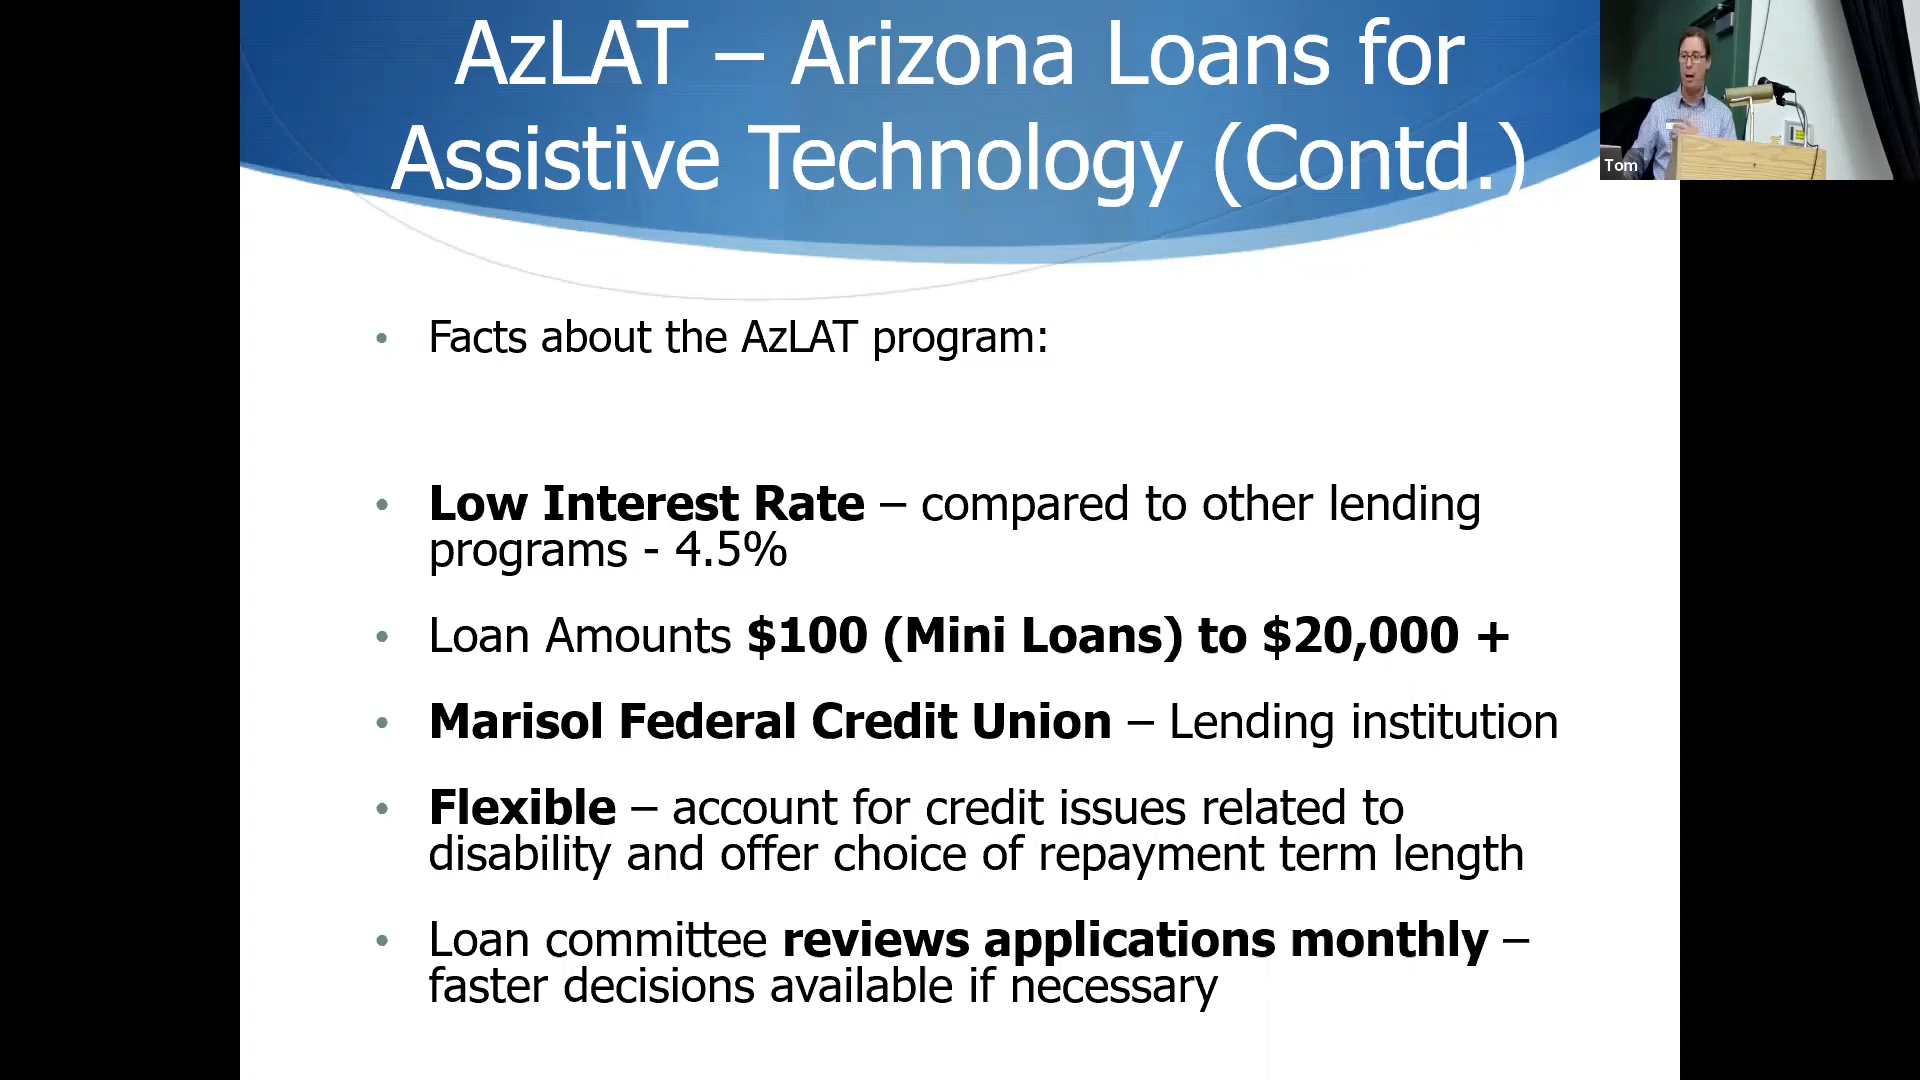 AzLAT – Arizona Loans for
Assistive Technology (Contd.)
Tom
• Facts about the AzLAT program:
• Low Interest Rate – compared to other lending
programs - 4.5%
• Loan Amounts $100 (Mini Loans) to $20,000 +
• Marisol Federal Credit Union – Lending institution
• Flexible – account for credit issues related to
disability and offer choice of repayment term length
• Loan committee reviews applications monthly –
faster decisions available if necessary